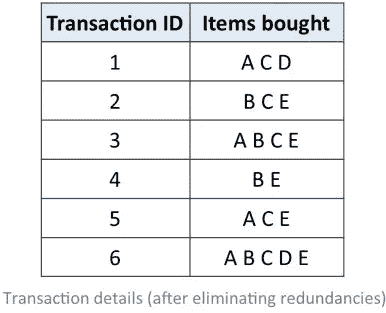 Transaction ID Items bought
1 A C D
2 B C E
3 A B C E
4 B E
5 A C E
6 A B C D E
Transaction details (after eliminating redundancies)